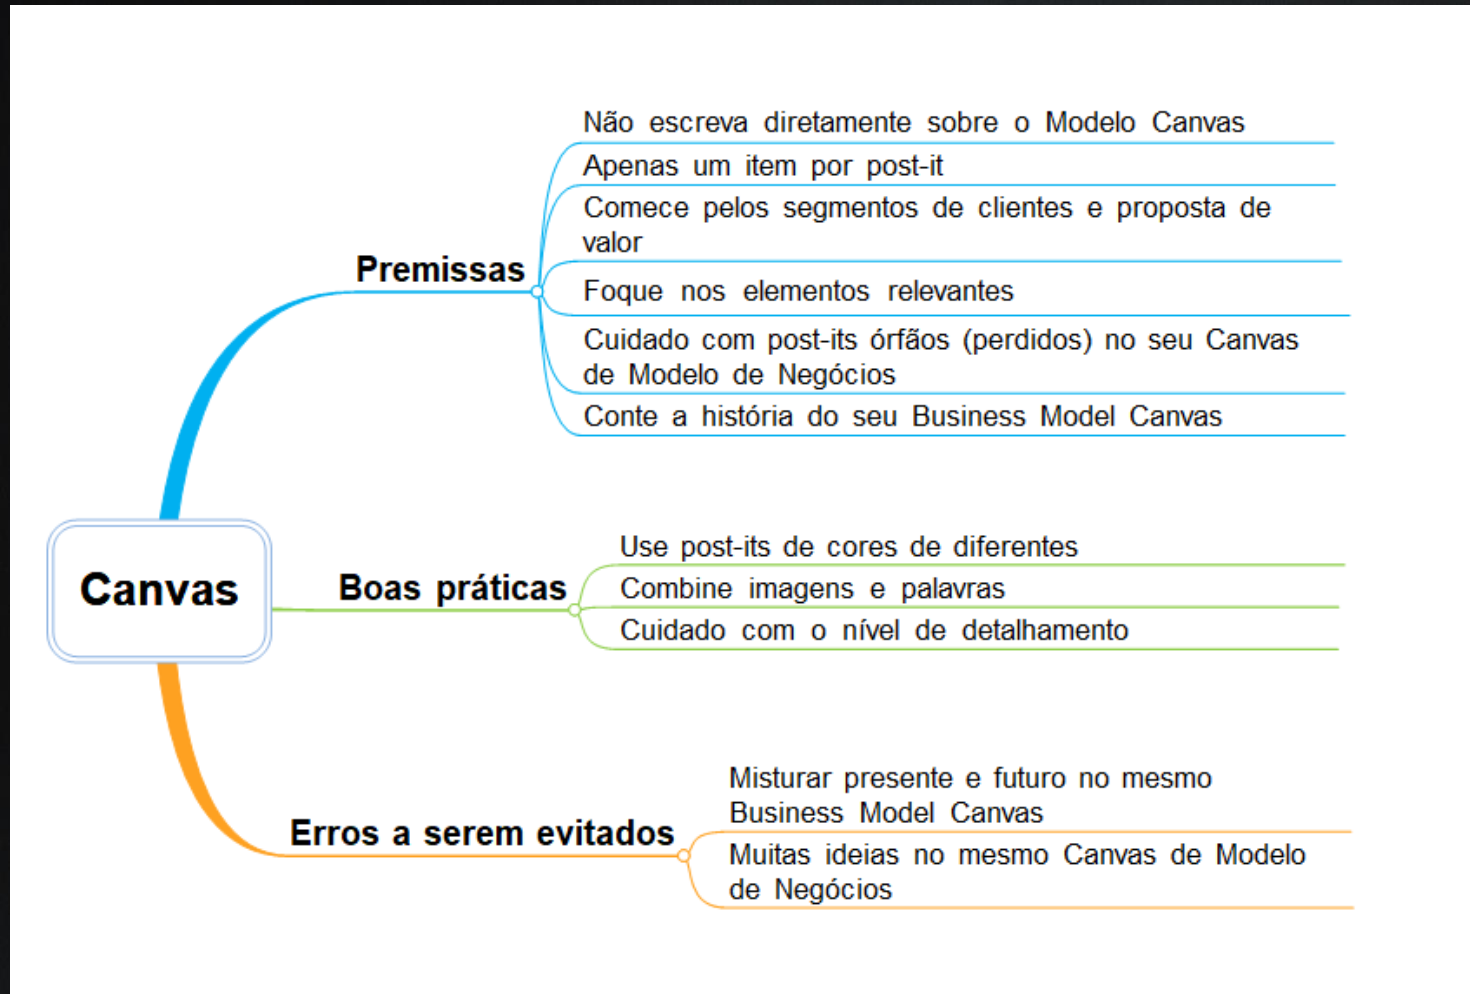 Não escreva diretamente sobre o Modelo Canvas
Apenas um item por post-it
Comece pelos segmentos de clientes e proposta de
valor
Premissas
Foque nos elementos relevantes
Cuidado com post-its órfãos (perdidos) no seu Canvas
de Modelo de Negócios
Conte a história do seu Business Model Canvas
Canvas
Boas práticas
Use post-its de cores de diferentes
Combine imagens e palavras
Cuidado com o nível de detalhamento
Erros a serem evitados
Misturar presente e futuro no mesmo
Business Model Canvas
Muitas ideias no mesmo Canvas de Modelo
de Negócios